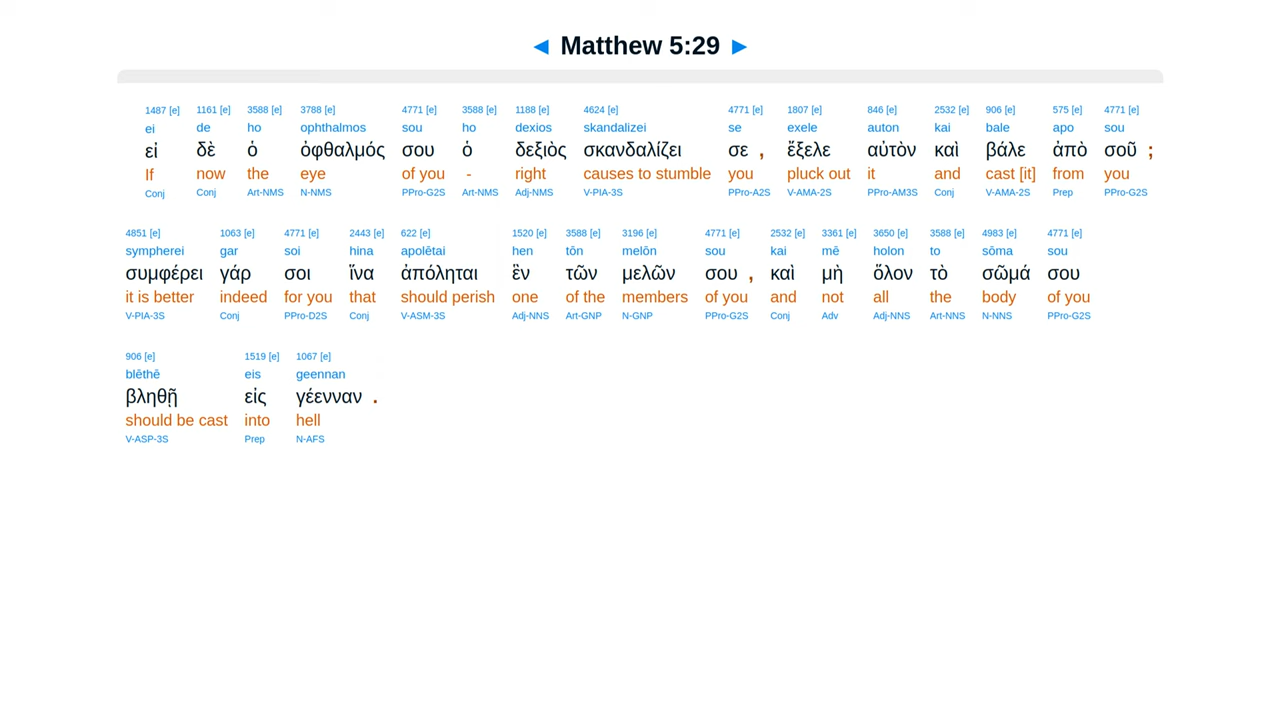 ◄ Matthew 5:29 ►
1487 [e] 1161 [e] 3588 [e] 3788 [e] 4771 [e] 3588 [e] 1188 [e] 4624 [e] 4771 [e] 1807 [e] 846 [e] 2532 [e] 906 [e] 575 [e] 4771 [e]
ei de ho ophthalmos sou ho dexios skandalizei se exele auton kai bale apo sou
εἰ δὲ ὁ ὀφθαλμός σου ὁ δεξιὸς σκανδαλίζει σε , ἔξελε αὐτὸν καὶ βάλε ἀπὸ σοῦ ;
If now the eye of you - right causes to stumble you pluck out it and cast [it] from you
Conj Conj Art-NMS N-NMS PPro-G2S Art-NMS Adj-NMS V-PIA-3S PPro-A2S V-AMA-2S PPro-AM3S Conj V-AMA-2S Prep PPro-G2S
4851 [e] 1063 [e] 4771 [e] 2443 [e] 622 [e] 1520 [e] 3588 [e] 3196 [e] 4771 [e] 2532 [e] 3361 [e] 3650 [e] 3588 [e] 4983 [e] 4771 [e]
sympherei gar soi hina apolētai hen tōn melōn sou kai mē holon to sōma sou
συμφέρει γάρ σοι ἵνα ἀπόληται ἓν τῶν μελῶν σου , καὶ μὴ ὅλον τὸ σῶμά σου
it is better indeed for you that should perish one of the members of you and not all the body of you
V-PIA-3S Conj PPro-D2S Conj V-ASM-3S Adj-NNS Art-GNP N-GNP PPro-G2S Conj Adv Adj-NNS Art-NNS N-NNS PPro-G2S
906 [e] 1519 [e] 1067 [e]
blēthē eis geennan
βληθῇ εἰς γέενναν .
should be cast into hell
V-ASP-3S Prep N-AFS